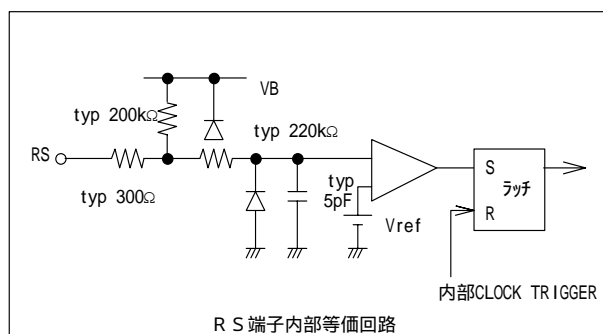 VB
typ 200kΩ
typ 220kΩ
RS
typ 300Ω
typ
5pF
Vref
S
R
ラッチ
内部CLOCK TRIGGER
ＲＳ端子内部等価回路